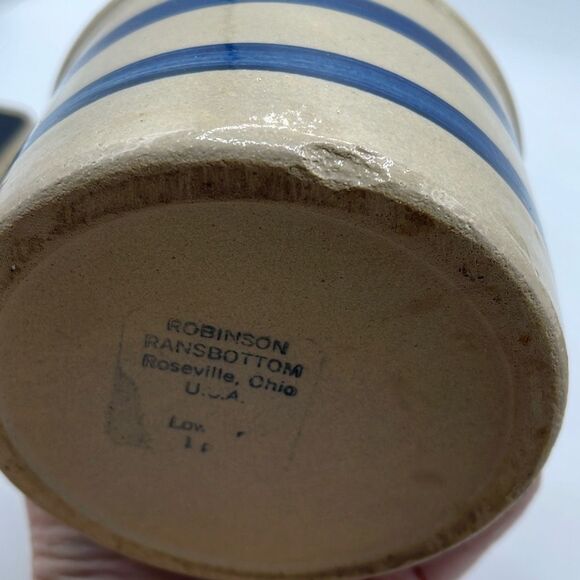 ROBINSON
RANSBOTTOM
Roseville, Ohio
U.S.A.